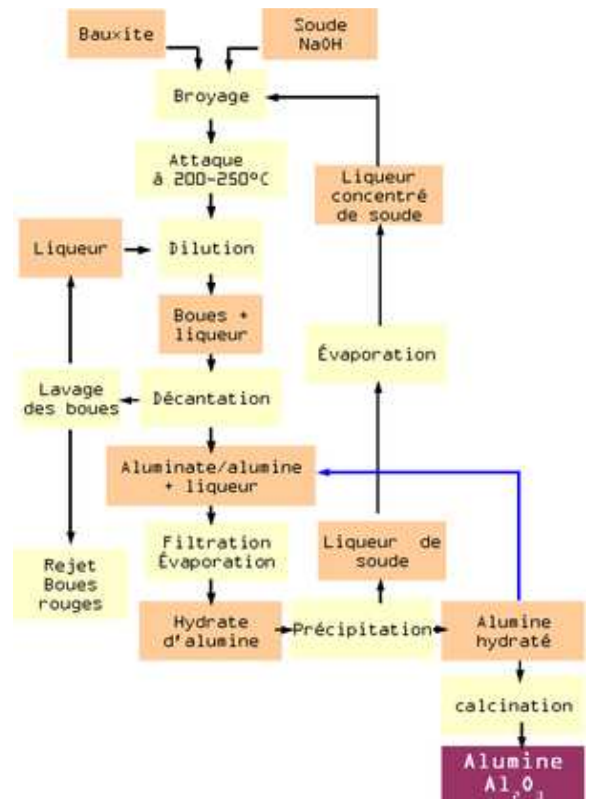 Bauxite
Soude
NaOH
Broyage
Attaque
à 200-250°C
Liqueur
concentré
de soude
Liqueur
Dilution
Boues +
liqueur
Évaporation
Lavage
des boues
Décantation
Aluminate/alumine
+ liqueur
Filtration
Évaporation
Liqueur de
soude
Rejet
Boues
rouges
Hydrate
d'alumine
Précipitation
Alumine
hydraté
calcination
Alumine
Al₂O₃